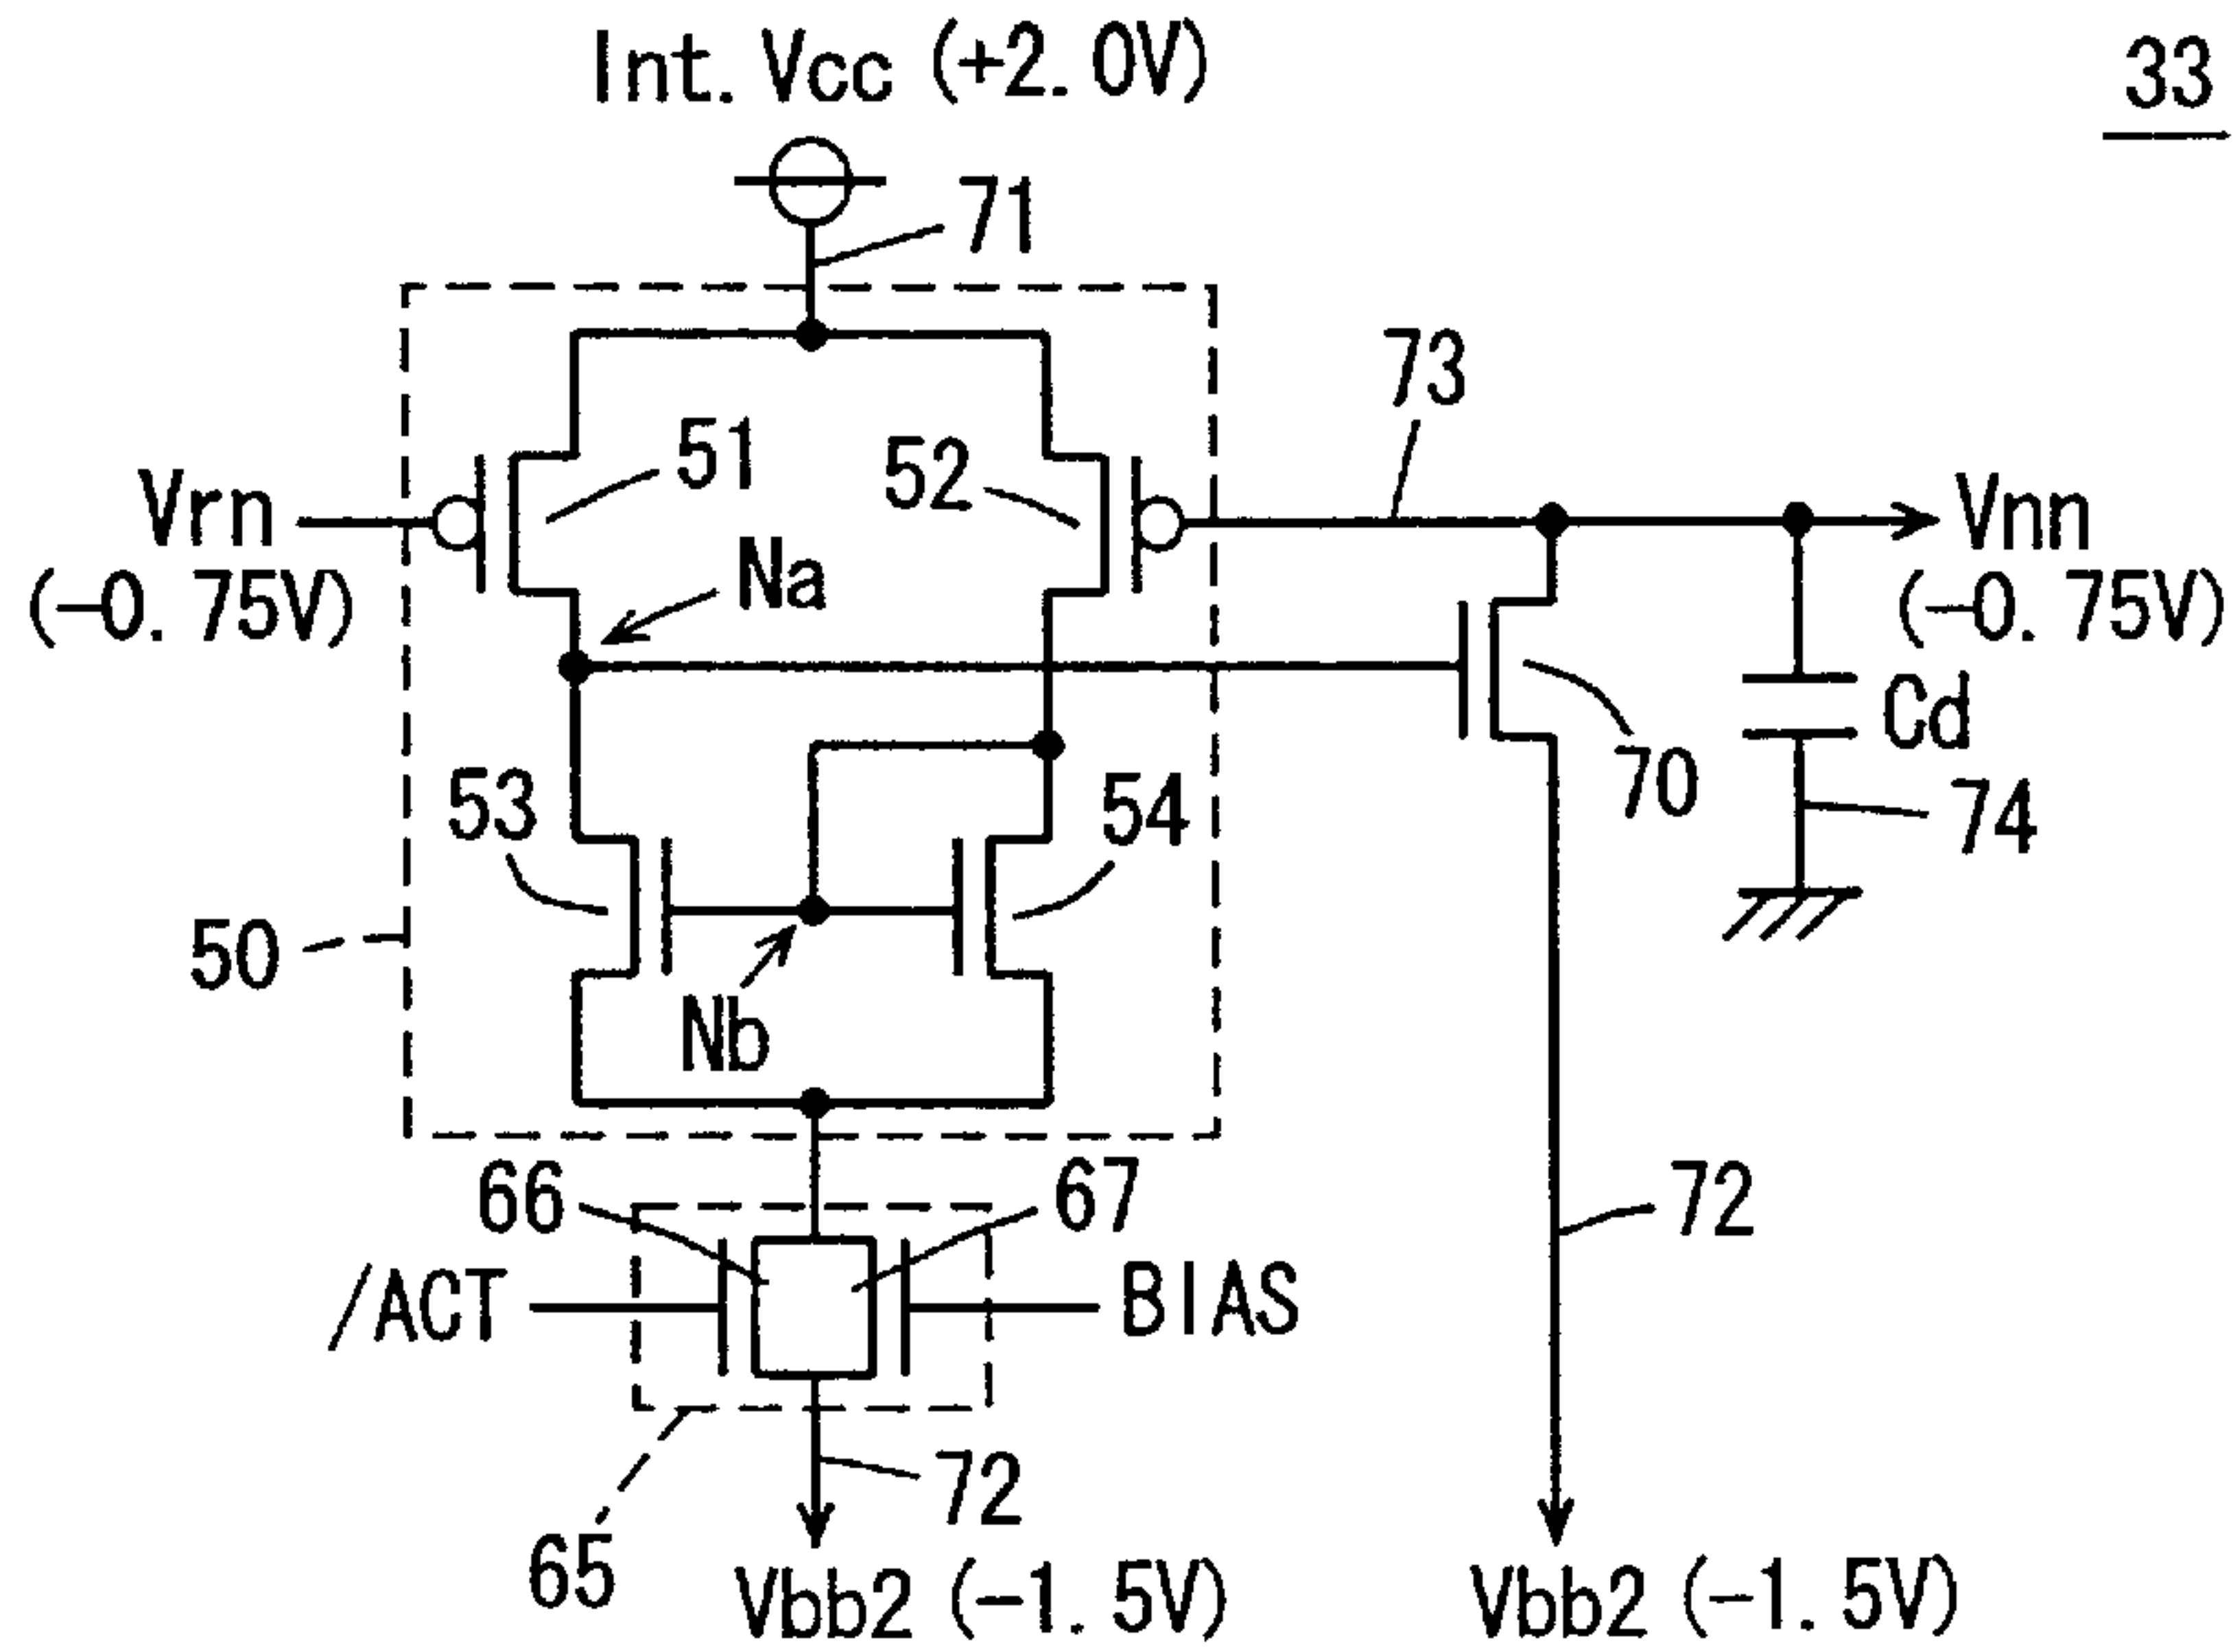 Int. Vcc (+2. 0V)
33
71
73
51
52
Vrn
(−0. 75V)
Na
Vnn
(−0. 75V)
Cd
70
53
54
74
50
Nb
66
67
72
/ACT
BIAS
72
65
Vbb2 (−1. 5V)
Vbb2 (−1. 5V)